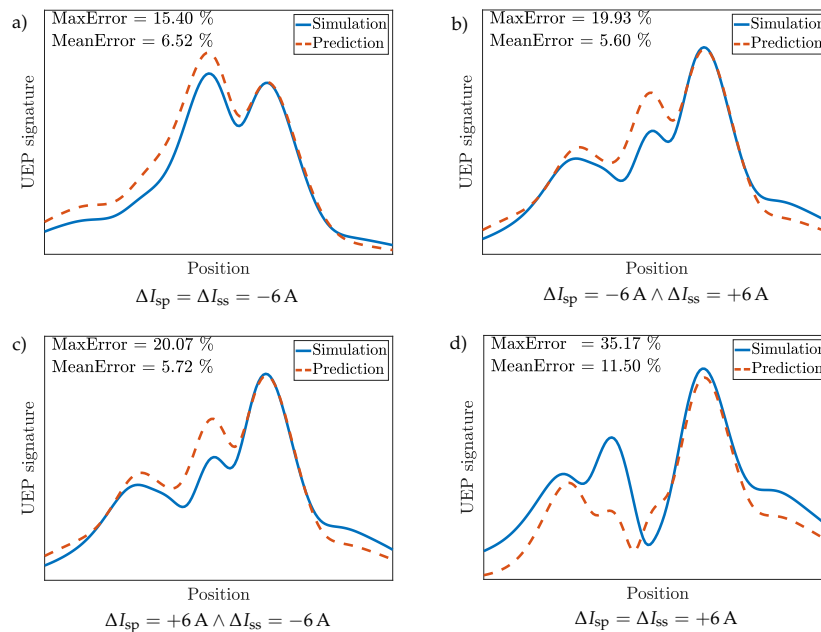 a)
MaxError = 15.40 %
MeanError = 6.52 %
Simulation
Prediction
UEP signature
Position
ΔI_sp = ΔI_ss = −6 A
b)
MaxError = 19.93 %
MeanError = 5.60 %
Simulation
Prediction
UEP signature
Position
ΔI_sp = −6 A ∧ ΔI_ss = +6 A
c)
MaxError = 20.07 %
MeanError = 5.72 %
Simulation
Prediction
UEP signature
Position
ΔI_sp = +6 A ∧ ΔI_ss = −6 A
d)
MaxError = 35.17 %
MeanError = 11.50 %
Simulation
Prediction
UEP signature
Position
ΔI_sp = ΔI_ss = +6 A